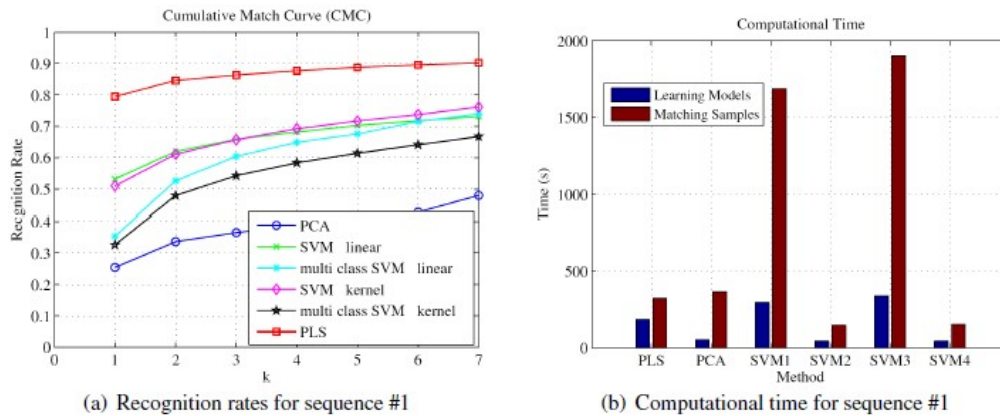 Cumulative Match Curve (CMC)
1
0.9
0.8
0.7
0.6
0.5
0.4
0.3
0.2
0.1
0
Recgnition Rate
0 1 2 3 4 5 6 7
k
PCA
SVM linear
multi class SVM linear
SVM kernel
multi class SVM kernel
PLS
(a) Recognition rates for sequence #1
Computational Time
2000
1500
1000
500
0
Time (s)
Learning Models
Matching Samples
PLS PCA SVM1 SVM2 SVM3 SVM4
Method
(b) Computational time for sequence #1